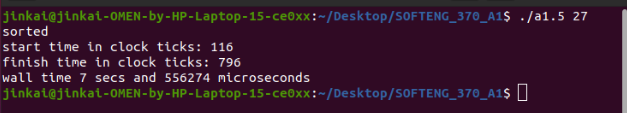 jinkai@jinkai-OMEN-by-HP-Laptop-15-ce0xx:~/Desktop/SOFTENG_370_A1$ ./a1.5 27
sorted
start time in clock ticks: 116
finish time in clock ticks: 796
wall time 7 secs and 556274 microseconds
jinkai@jinkai-OMEN-by-HP-Laptop-15-ce0xx:~/Desktop/SOFTENG_370_A1$